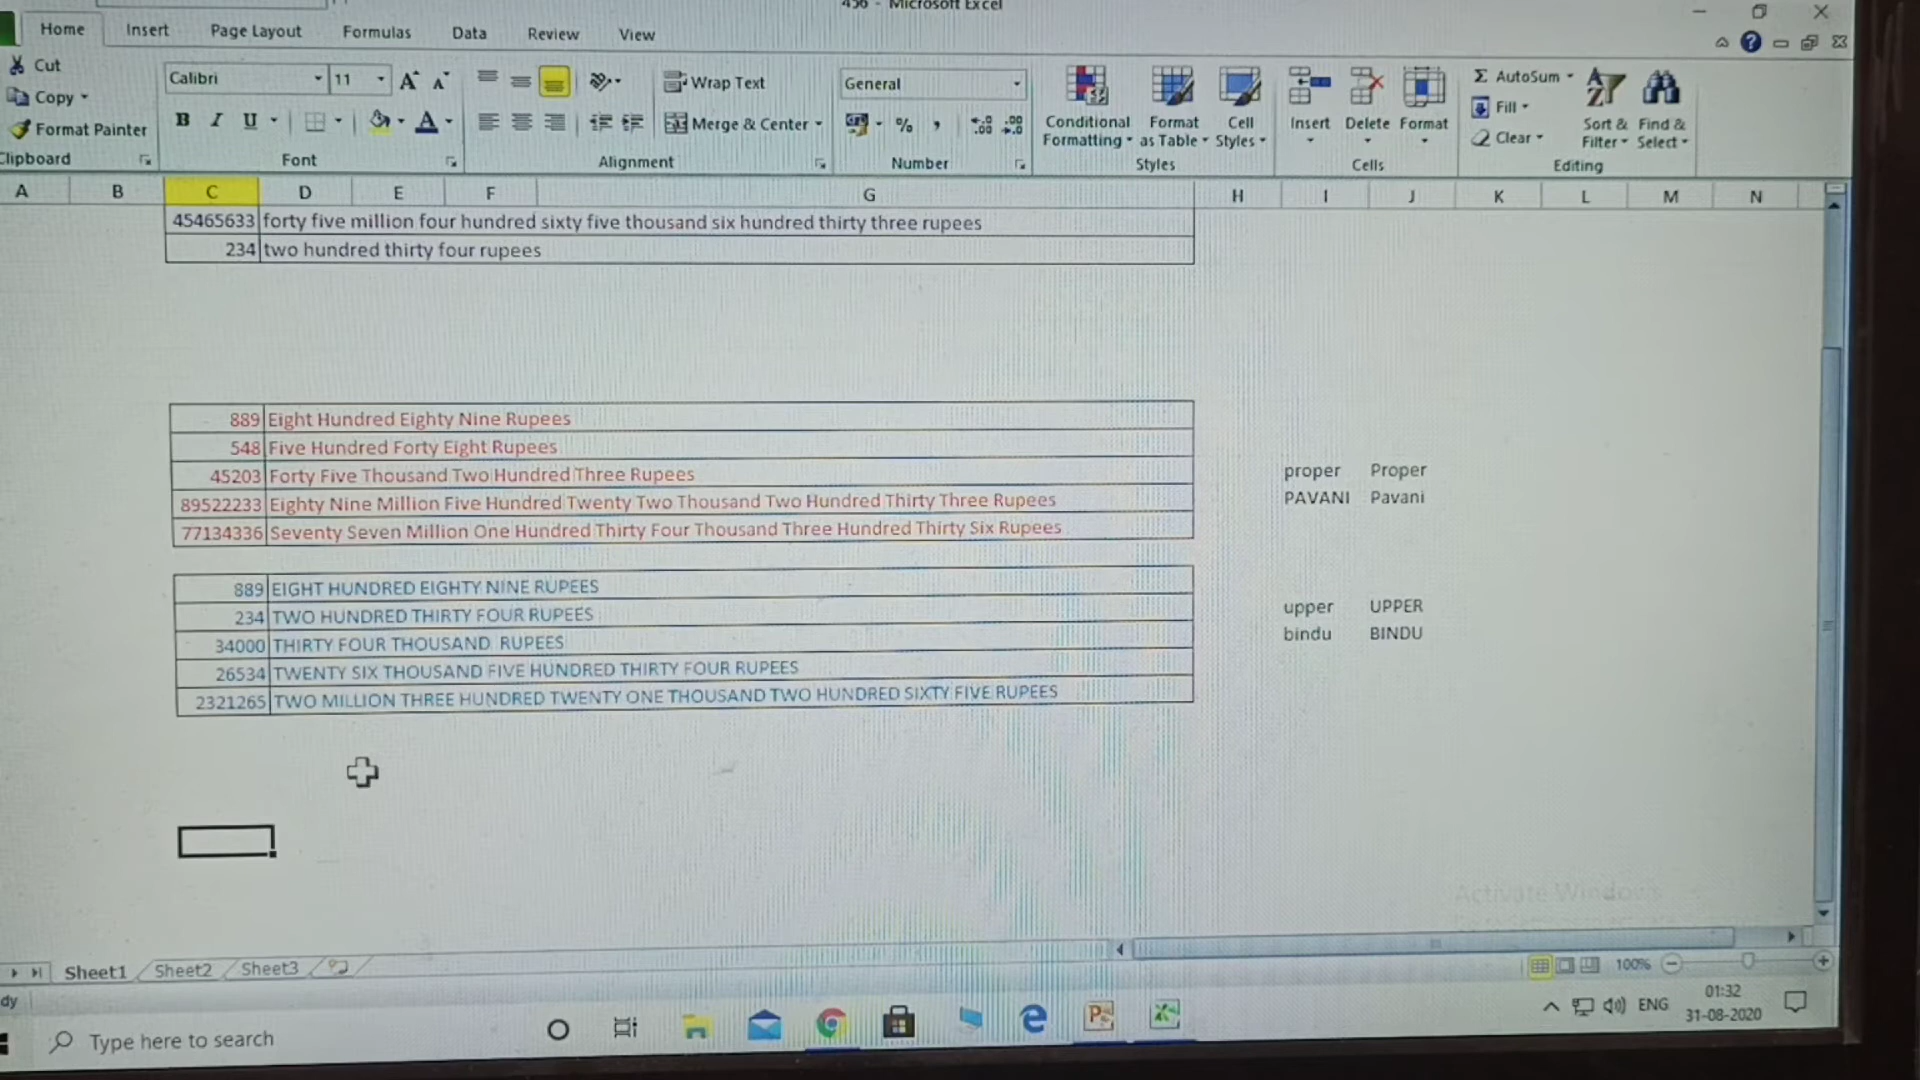 456 - Microsoft Excel
Home Insert Page Layout Formulas Data Review View
Cut
Copy
Format Painter
Clipboard
Calibri 11
B I U
Font
Wrap Text
Merge & Center
Alignment
General
% ,
Number
Conditional Formatting
Format as Table
Cell Styles
Styles
Insert Delete Format
Cells
Σ AutoSum
Fill
Clear
Sort & Filter
Find & Select
Editing
A B C D E F G H I J K L M N
45465633 forty five million four hundred sixty five thousand six hundred thirty three rupees
234 two hundred thirty four rupees
889 Eight Hundred Eighty Nine Rupees
548 Five Hundred Forty Eight Rupees
45203 Forty Five Thousand Two Hundred Three Rupees
proper Proper
89522233 Eighty Nine Million Five Hundred Twenty Two Thousand Two Hundred Thirty Three Rupees
PAVANI Pavani
77134336 Seventy Seven Million One Hundred Thirty Four Thousand Three Hundred Thirty Six Rupees
889 EIGHT HUNDRED EIGHTY NINE RUPEES
234 TWO HUNDRED THIRTY FOUR RUPEES
upper UPPER
34000 THIRTY FOUR THOUSAND RUPEES
bindu BINDU
26534 TWENTY SIX THOUSAND FIVE HUNDRED THIRTY FOUR RUPEES
2321265 TWO MILLION THREE HUNDRED TWENTY ONE THOUSAND TWO HUNDRED SIXTY FIVE RUPEES
Activate Windows
Sheet1 Sheet2 Sheet3
100%
dy
Type here to search
ENG
01:32
31-08-2020